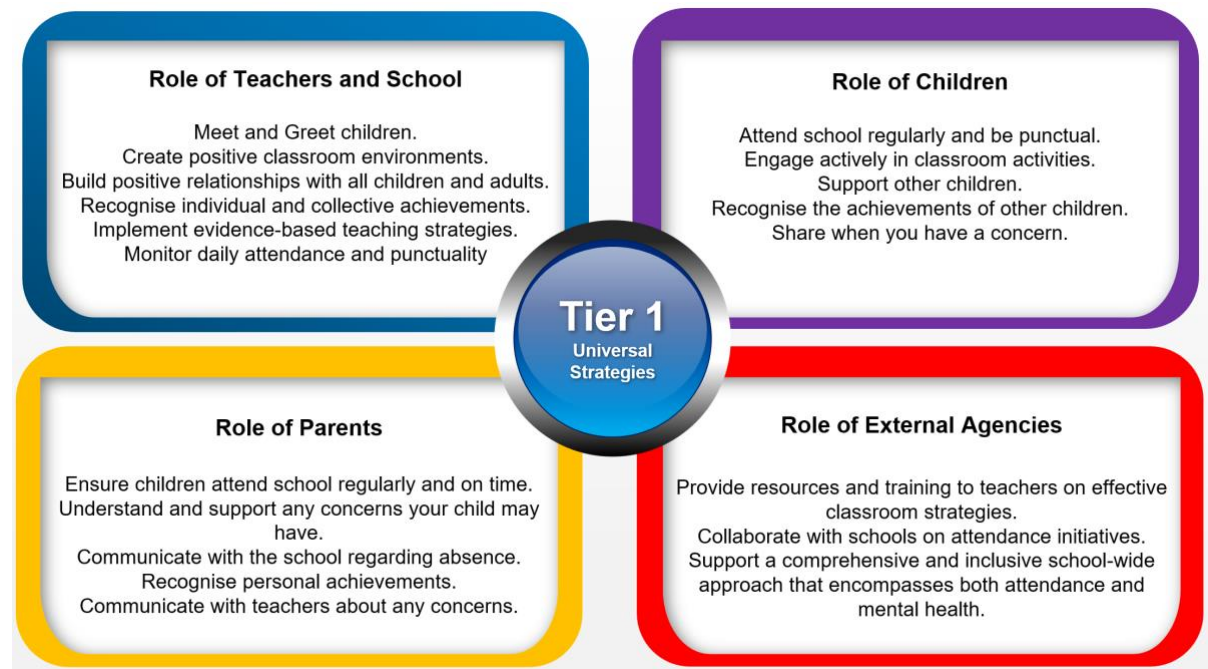 Role of Teachers and School
Meet and Greet children.
Create positive classroom environments.
Build positive relationships with all children and adults.
Recognise individual and collective achievements.
Implement evidence-based teaching strategies.
Monitor daily attendance and punctuality
Role of Children
Attend school regularly and be punctual.
Engage actively in classroom activities.
Support other children.
Recognise the achievements of other children.
Share when you have a concern.
Tier 1
Universal
Strategies
Role of Parents
Ensure children attend school regularly and on time.
Understand and support any concerns your child may
have.
Communicate with the school regarding absence.
Recognise personal achievements.
Communicate with teachers about any concerns.
Role of External Agencies
Provide resources and training to teachers on effective
classroom strategies.
Collaborate with schools on attendance initiatives.
Support a comprehensive and inclusive school-wide
approach that encompasses both attendance and
mental health.